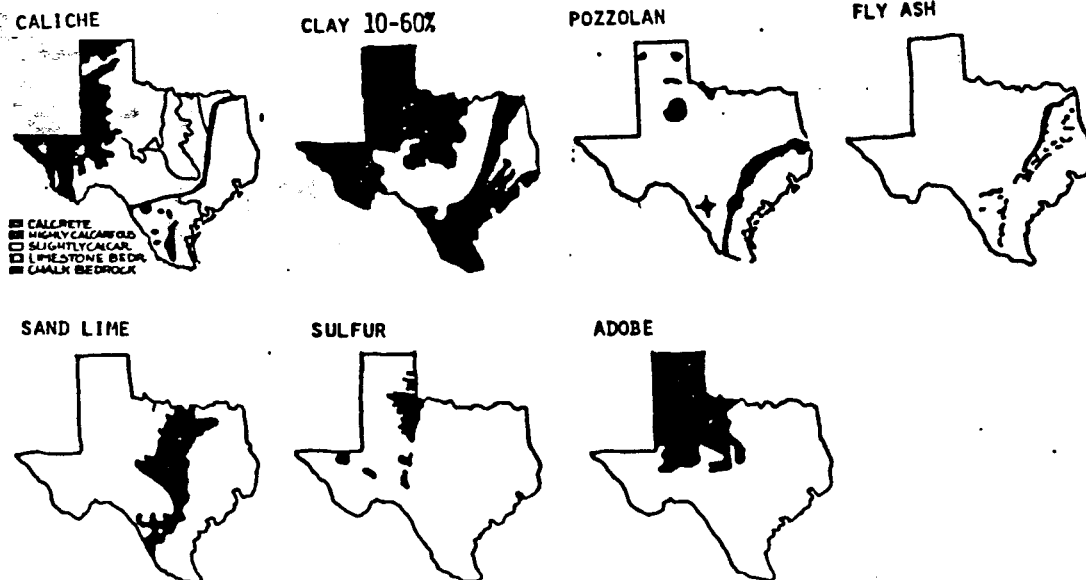 CALICHE
CLAY 10-60%
POZZOLAN
FLY ASH
CALCRETE
HIGHLY CALCAREOUS
SLIGHTLY CALCAR
LIMESTONE BEDR
CHALK BEDROCK
SAND LIME
SULFUR
ADOBE